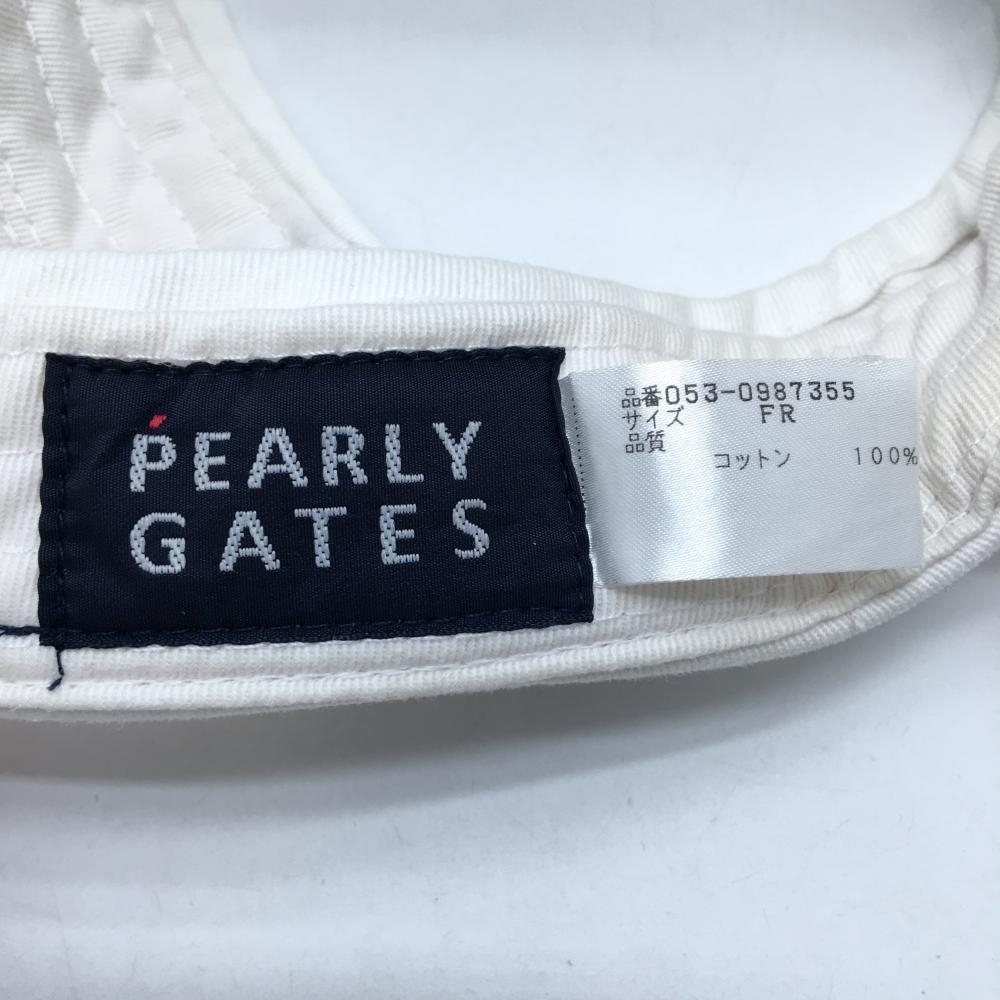 PEARLY
GATES
品番053-0987355
サイズ FR
品質
コットン 100%